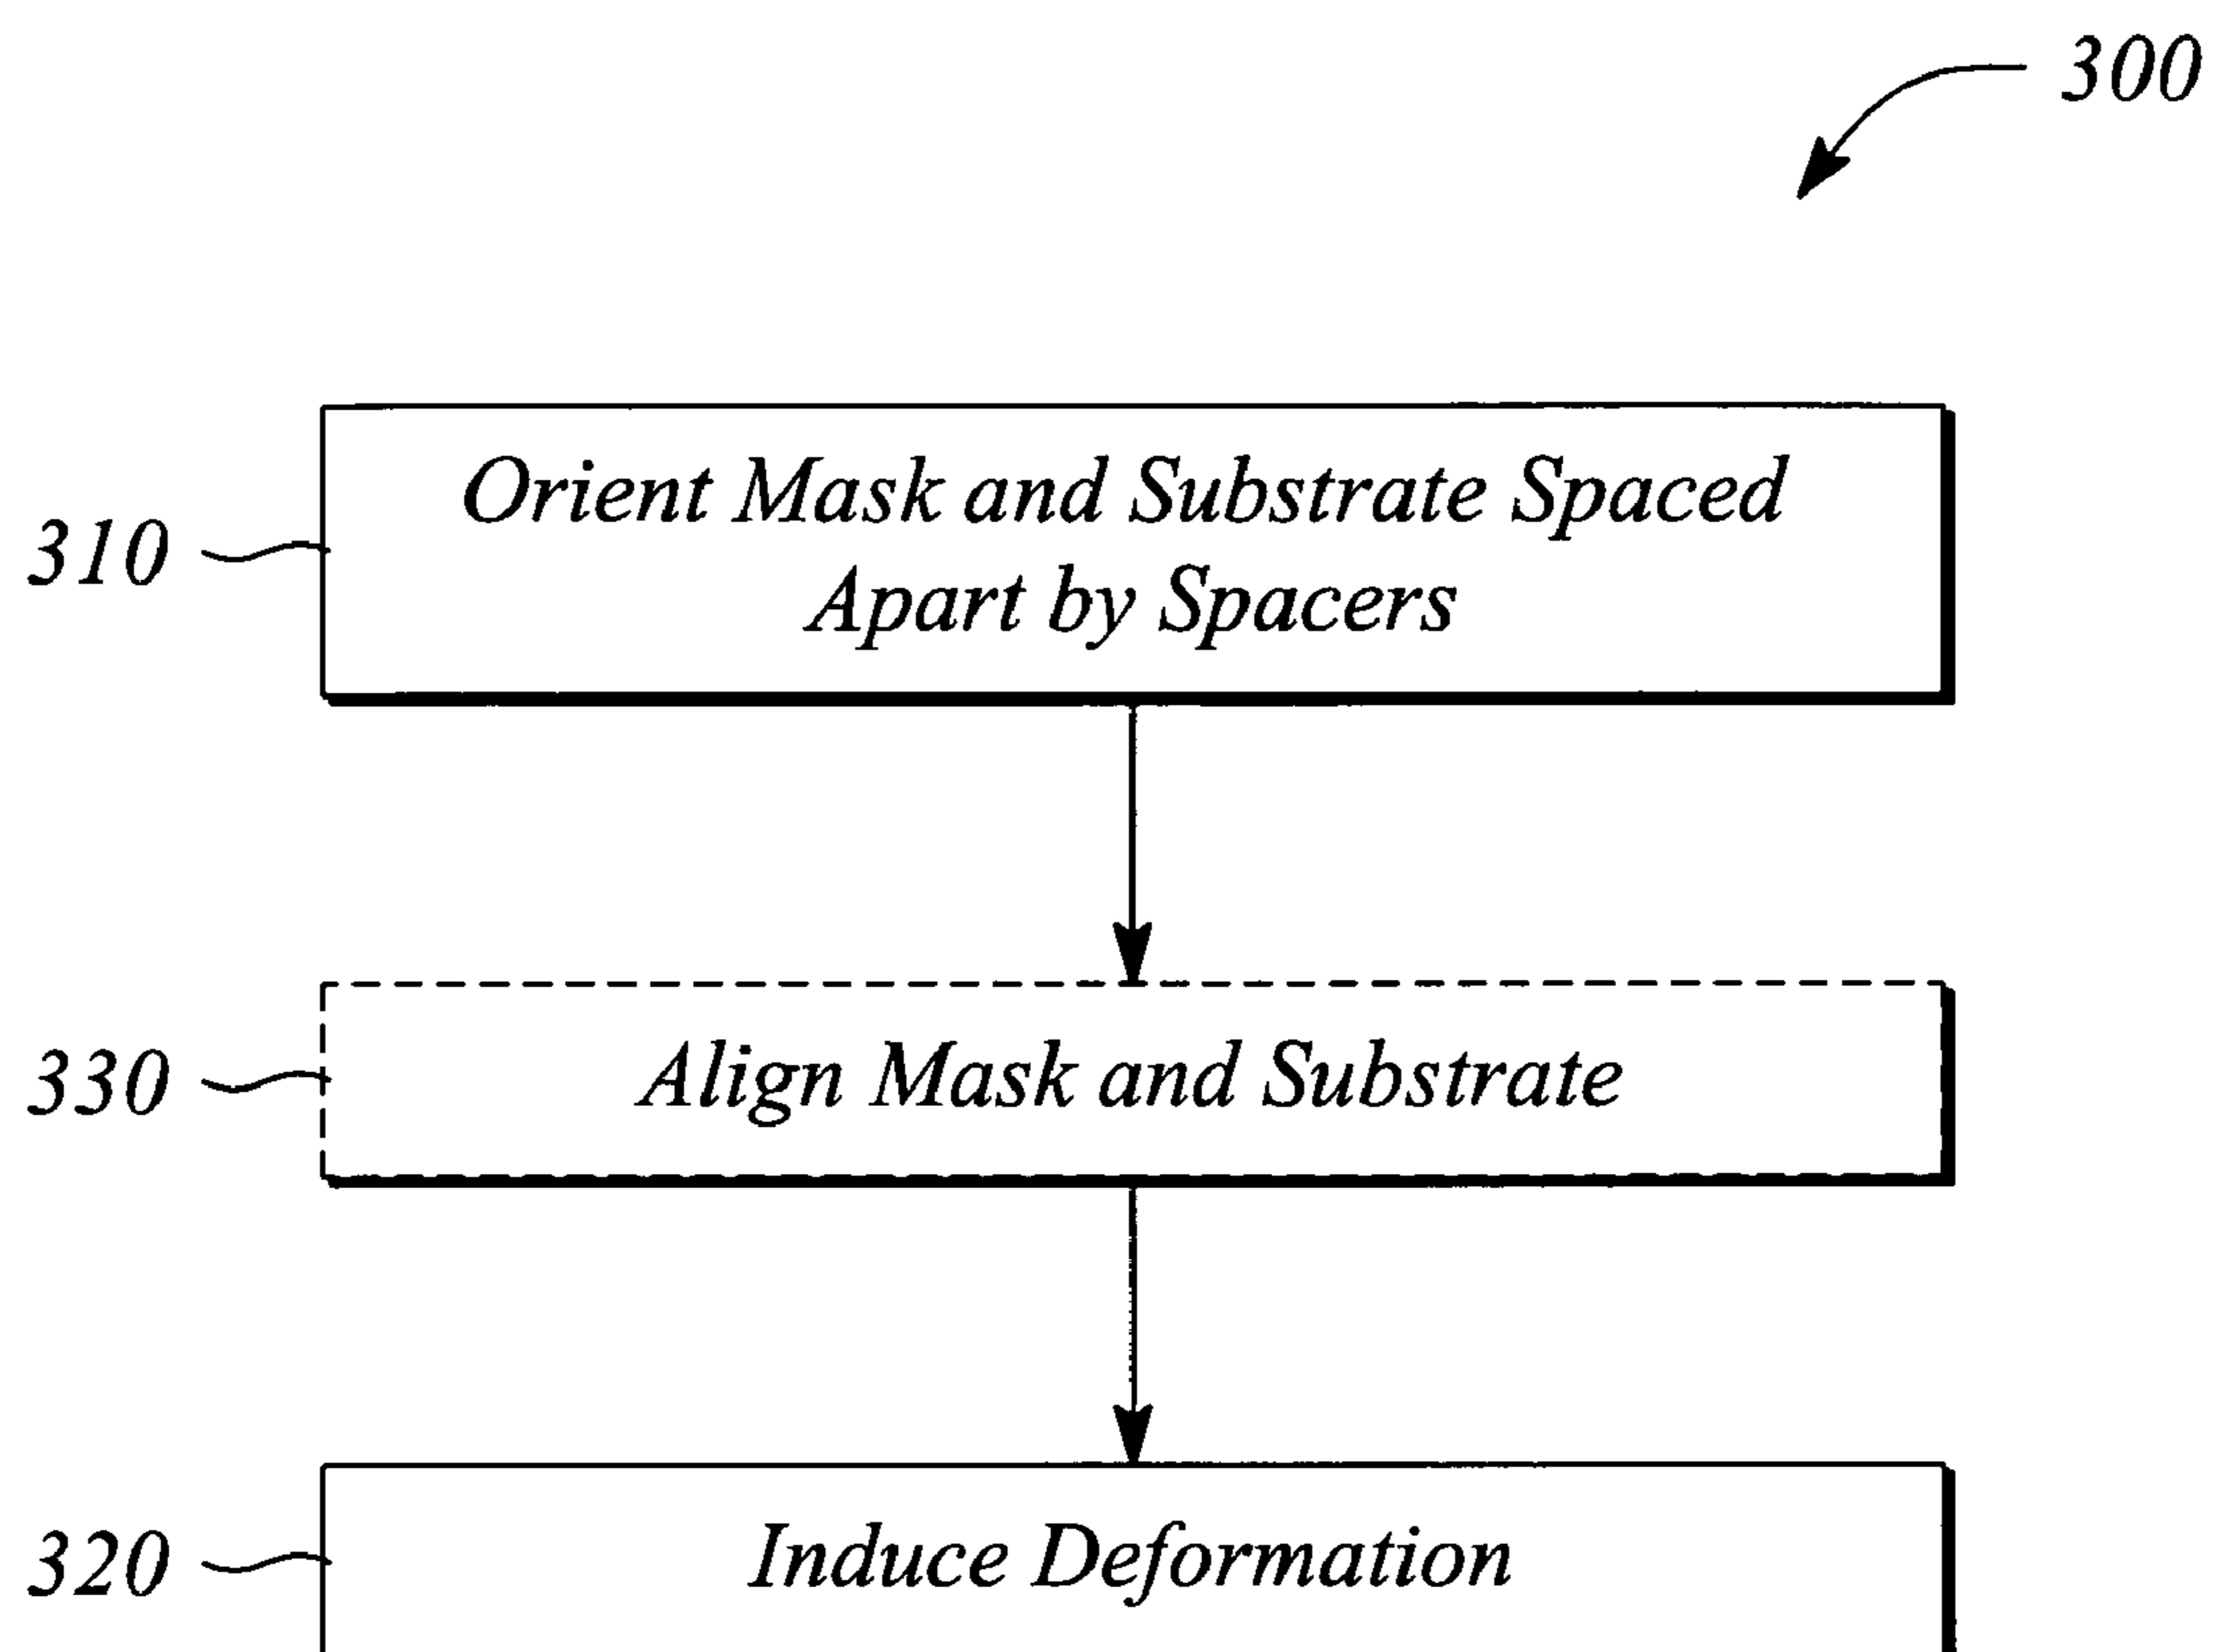 300
310
Orient Mask and Substrate Spaced
Apart by Spacers
330
Align Mask and Substrate
320
Induce Deformation